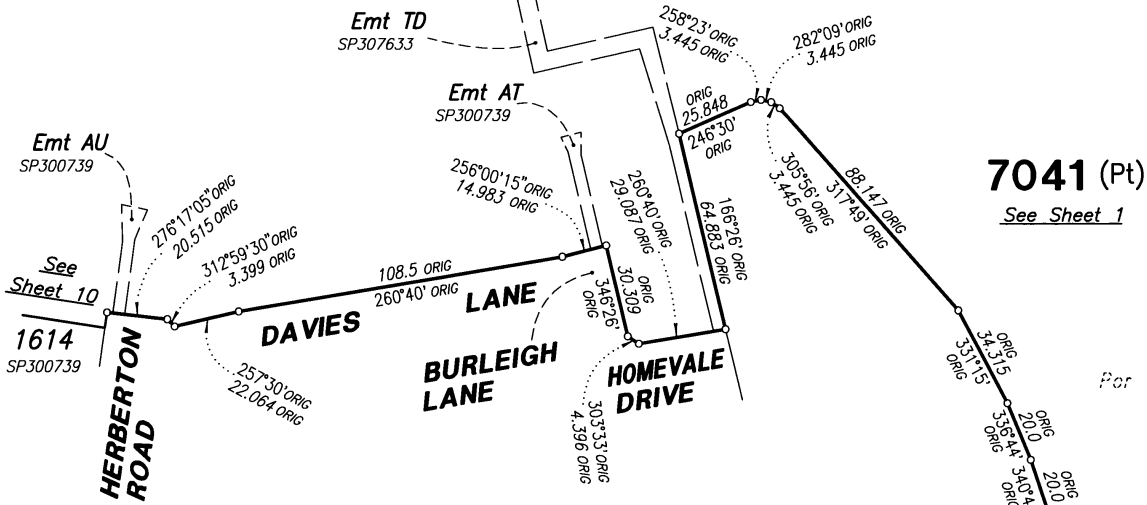 Emt TD
SP307633
258°23' ORIG
3.445 ORIG
282°09' ORIG
3.445 ORIG
Emt AT
SP300739
ORIG
25.848
246°30'
ORIG
Emt AU
SP300739
256°00'15" ORIG
14.983 ORIG
260°40' ORIG
29.087 ORIG
305°56' ORIG
3.445 ORIG
88.147 ORIG
317°49' ORIG
7041 (Pt)
See Sheet 1
276°17'05" ORIG
20.515 ORIG
312°59'30" ORIG
3.399 ORIG
166°26' ORIG
64.883 ORIG
See
Sheet 10
108.5 ORIG
260°40' ORIG
ORIG
30.309
346°26'
ORIG
1614
SP300739
DAVIES LANE
BURLEIGH
LANE
HOMEVALE
DRIVE
HERBERTON
ROAD
257°30' ORIG
22.064 ORIG
303°33' ORIG
4.396 ORIG
ORIG
34.315
331°15'
ORIG
Por
ORIG
20.0
336°44'
ORIG
ORIG
20.0
340°4
ORIG